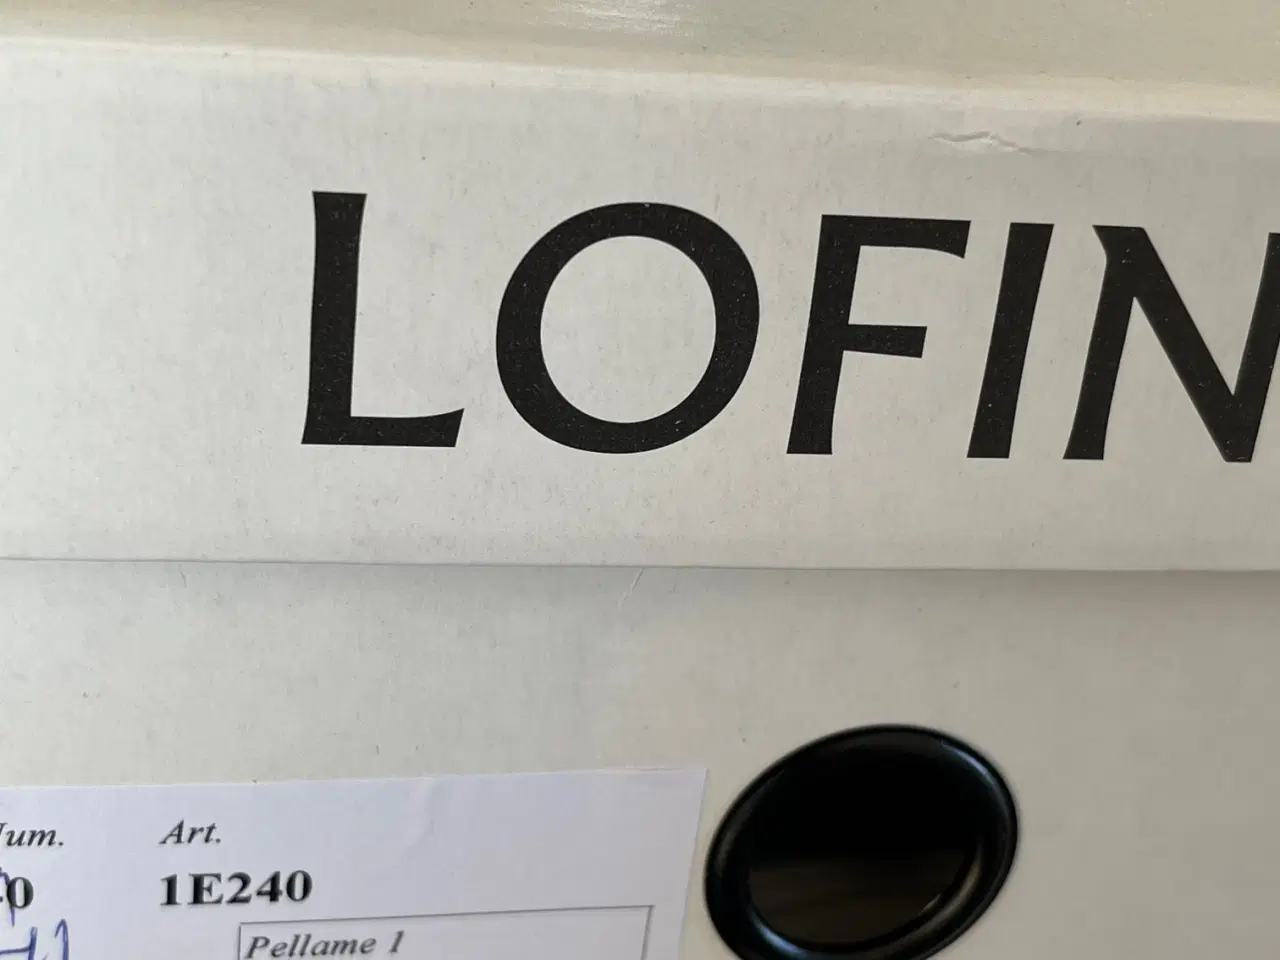 LOFIN
Art.
1E240
Pellame 1